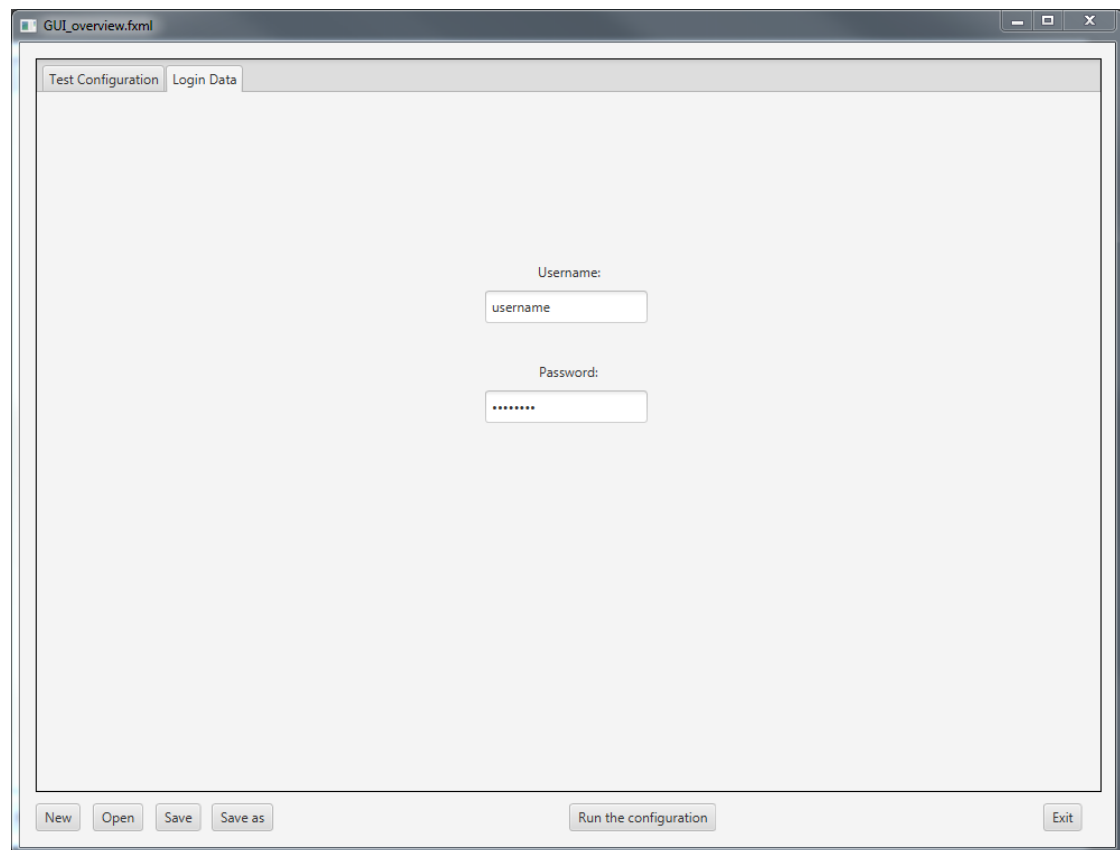 GUI_overview.fxml
Test Configuration Login Data
Username:
username
Password:
••••••••
New Open Save Save as Run the configuration Exit